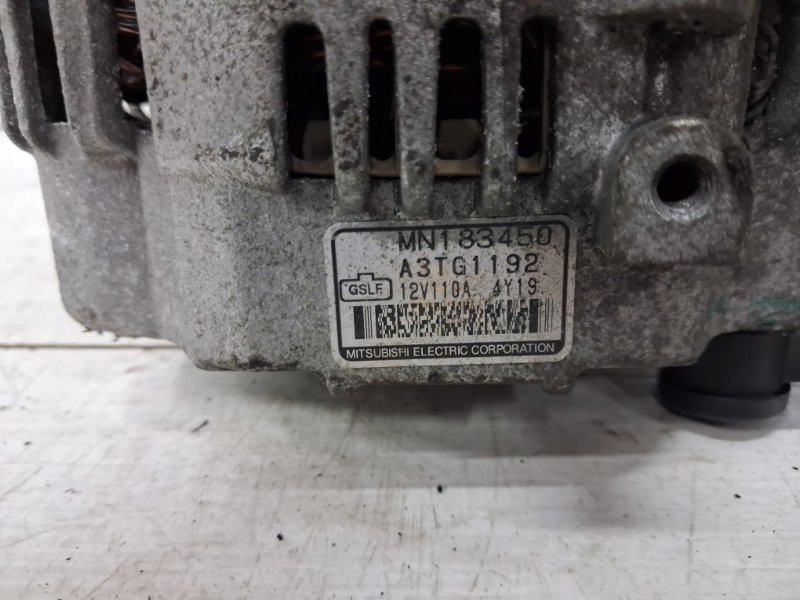 MN183450
A3TG1192
GSLF
12V110A 4Y19
MITSUBISHI ELECTRIC CORPORATION